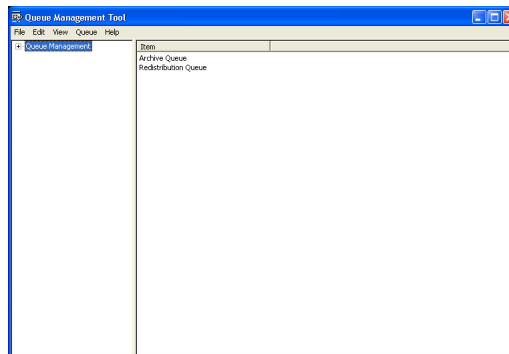 Queue Management Tool
File Edit View Queue Help
Queue Management
Item
Archive Queue
Redistribution Queue